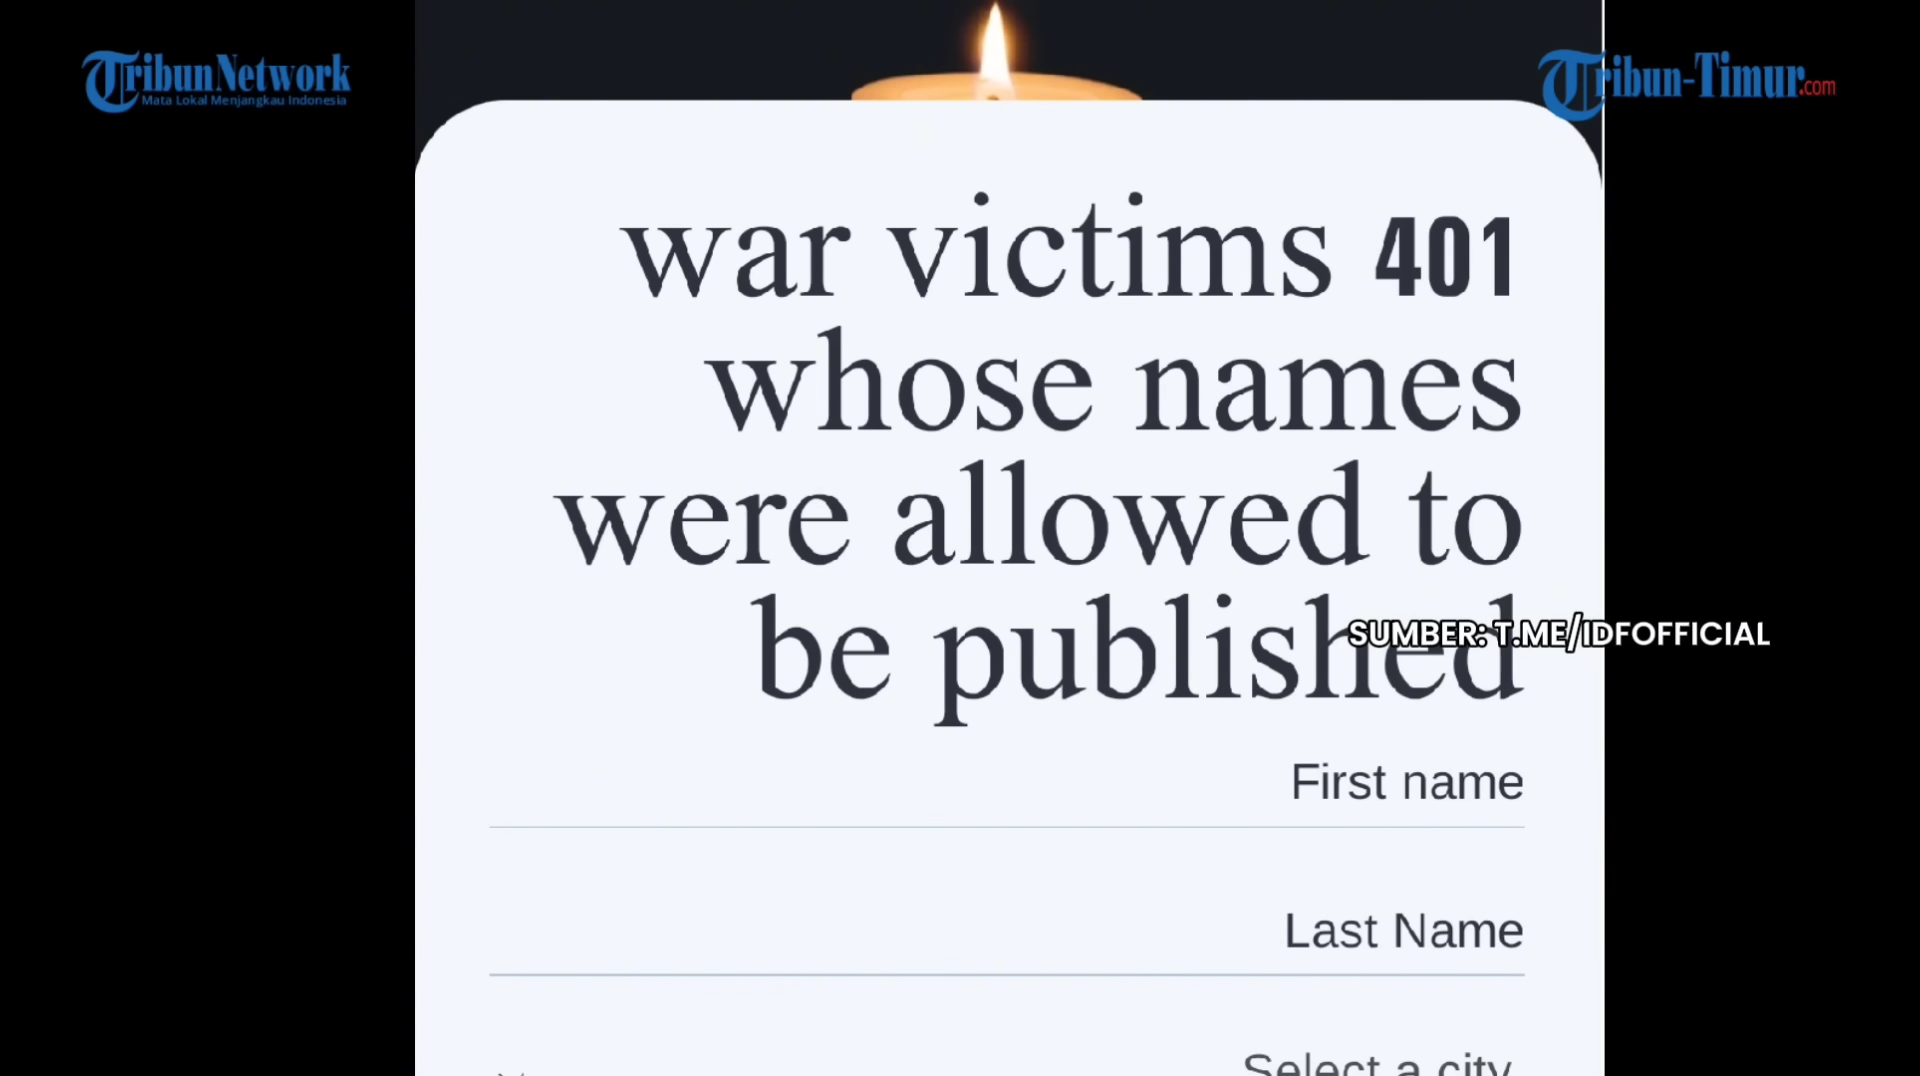 TribunNetwork
Mata Lokal Menjangkau Indonesia
Tribun-Timur.com
war victims 401
whose names
were allowed to
be published
SUMBER: T.ME/IDFOFFICIAL
First name
Last Name
Select a city